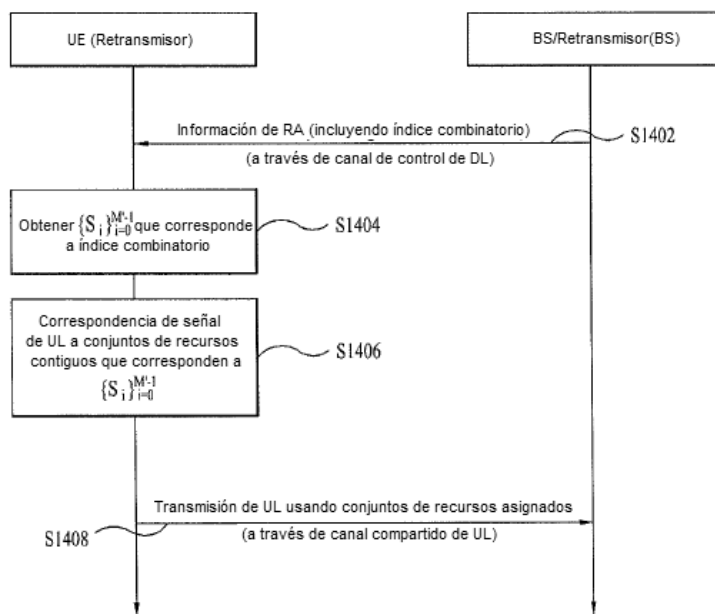 UE (Retransmisor)
BS/Retransmisor(BS)
Información de RA (incluyendo índice combinatorio)
(a través de canal de control de DL)
S1402
Obtener {S_i}_{i=0}^{M'-1} que corresponde
a índice combinatorio
S1404
Correspondencia de señal
de UL a conjuntos de recursos
contiguos que corresponden a
{S_i}_{i=0}^{M'-1}
S1406
Transmisión de UL usando conjuntos de recursos asignados
(a través de canal compartido de UL)
S1408